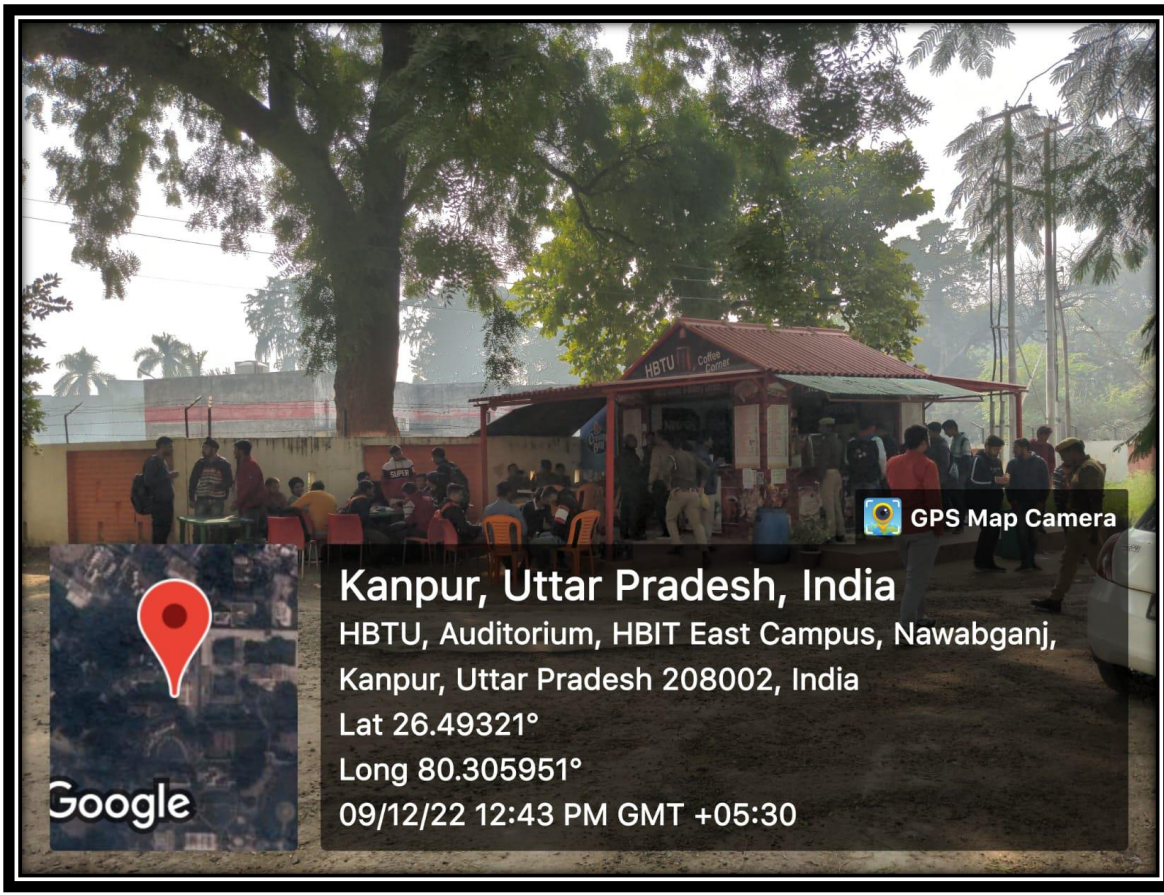 HBTU Coffee
Corner
SUPER
GPS Map Camera
Kanpur, Uttar Pradesh, India
HBTU, Auditorium, HBIT East Campus, Nawabganj,
Kanpur, Uttar Pradesh 208002, India
Lat 26.49321°
Long 80.305951°
09/12/22 12:43 PM GMT +05:30
Google